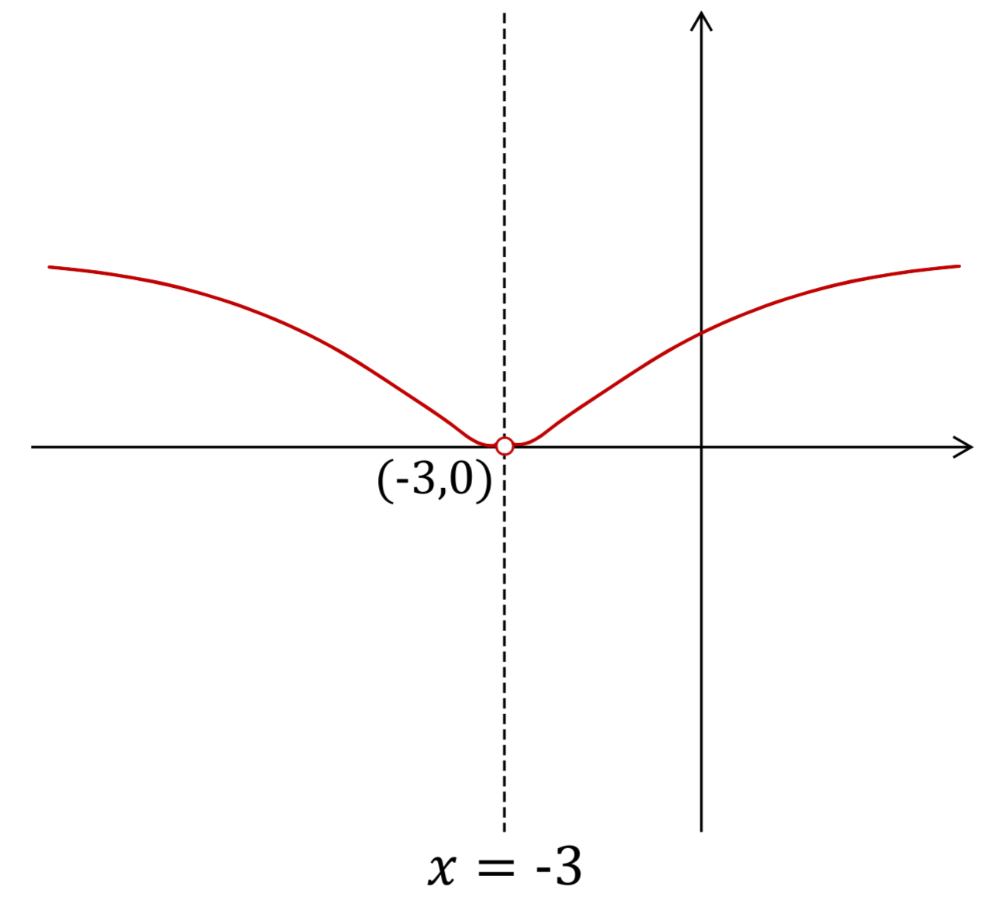 (-3,0)
x = -3